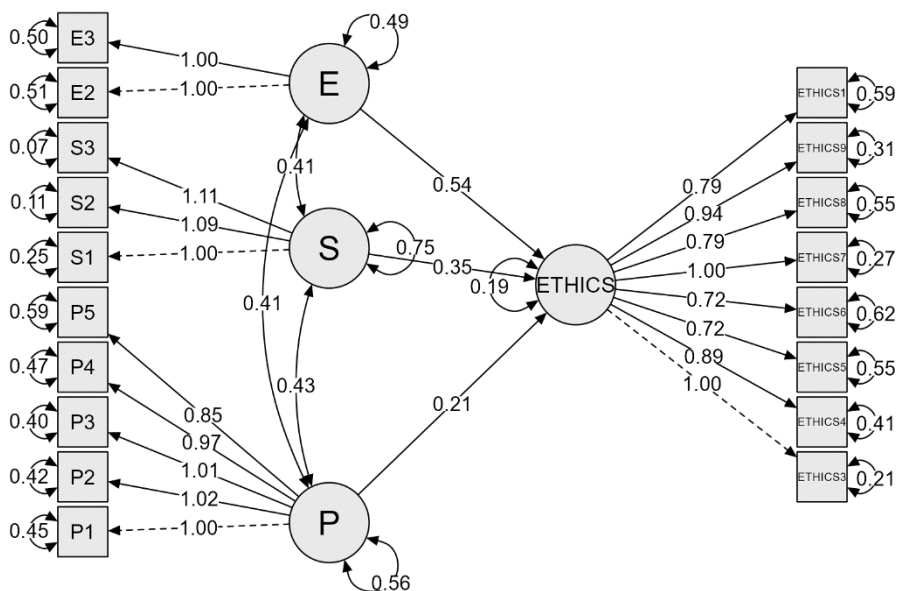 0.50
E3
0.51
E2
0.07
S3
0.11
S2
0.25
S1
0.59
P5
0.47
P4
0.40
P3
0.42
P2
0.45
P1
1.00
1.00
1.11
1.09
1.00
0.85
0.97
1.01
1.02
1.00
0.49
E
0.41
S
0.75
0.41
0.43
P
0.56
0.54
0.35
0.21
0.19
ETHICS
0.79
0.94
0.79
1.00
0.72
0.72
0.89
1.00
ETHICS1
0.59
ETHICS9
0.31
ETHICS8
0.55
ETHICS7
0.27
ETHICS6
0.62
ETHICS5
0.55
ETHICS4
0.41
ETHICS3
0.21